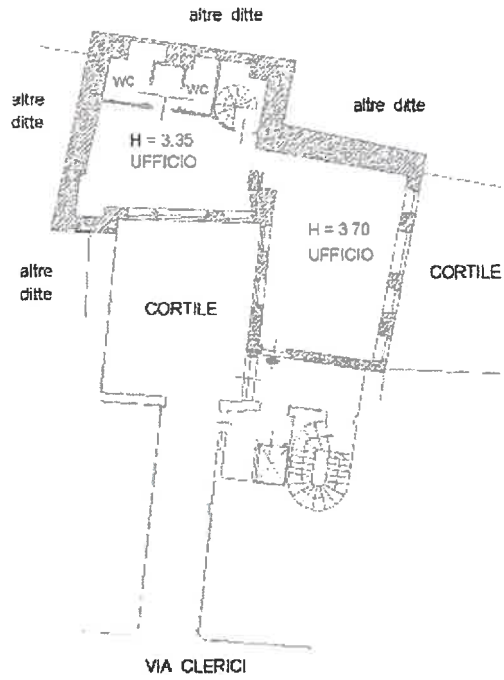 altre ditte
altre
ditte
WC
WC
altre ditte
H = 3.35
UFFICIO
H = 3.70
UFFICIO
altre
ditte
CORTILE
CORTILE
VIA CLERICI